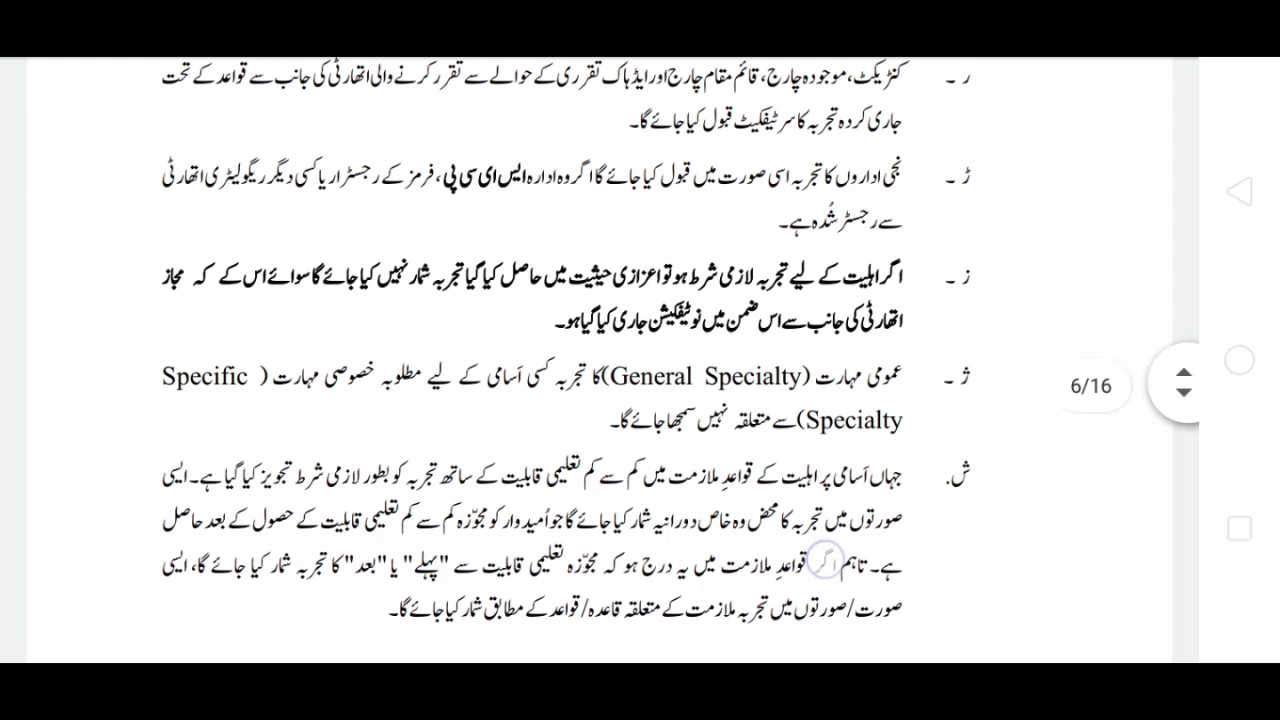 ر ۔ کنٹریکٹ، موجودہ چارج، قائم مقام چارج اور ایڈہاک تقرری کے حوالے سے تقرر کرنے والی اتھارٹی کی جانب سے قواعد کے تحت
جاری کردہ تجربہ کا سرٹیفکیٹ قبول کیا جائے گا۔
ڑ ۔ نجی اداروں کا تجربہ اسی صورت میں قبول کیا جائے گا اگر وہ ادارہ ایس ای سی پی، فرمز کے رجسٹرار یا کسی دیگر ریگولیٹری اتھارٹی
سے رجسٹر شُدہ ہے۔
ز ۔ اگر اہلیت کے لیے تجربہ لازمی شرط ہو تو اعزازی حیثیت میں حاصل کیا گیا تجربہ شمار نہیں کیا جائے گا سوائے اس کے کہ مجاز
اتھارٹی کی جانب سے اس ضمن میں نوٹیفکیشن جاری کیا گیا ہو۔
ژ ۔ عمومی مہارت (General Specialty) کا تجربہ کسی اَسامی کے لیے مطلوبہ خصوصی مہارت (Specific
Specialty) سے متعلقہ نہیں سمجھا جائے گا۔
6/16
ش. جہاں اَسامی پر اہلیت کے قواعدِ ملازمت میں کم سے کم تعلیمی قابلیت کے ساتھ تجربہ کو بطور لازمی شرط تجویز کیا گیا ہے۔ ایسی
صورتوں میں تجربہ کا محض وہ خاص دورانیہ شمار کیا جائے گا جو اُمیدوار کو مجوّزہ کم سے کم تعلیمی قابلیت کے حصول کے بعد حاصل
ہے۔ تاہم اگر قواعدِ ملازمت میں یہ درج ہو کہ مجوّزہ تعلیمی قابلیت سے "پہلے" یا "بعد" کا تجربہ شمار کیا جائے گا، ایسی
صورت/صورتوں میں تجربہ ملازمت کے متعلقہ قاعدہ/قواعد کے مطابق شمار کیا جائے گا۔